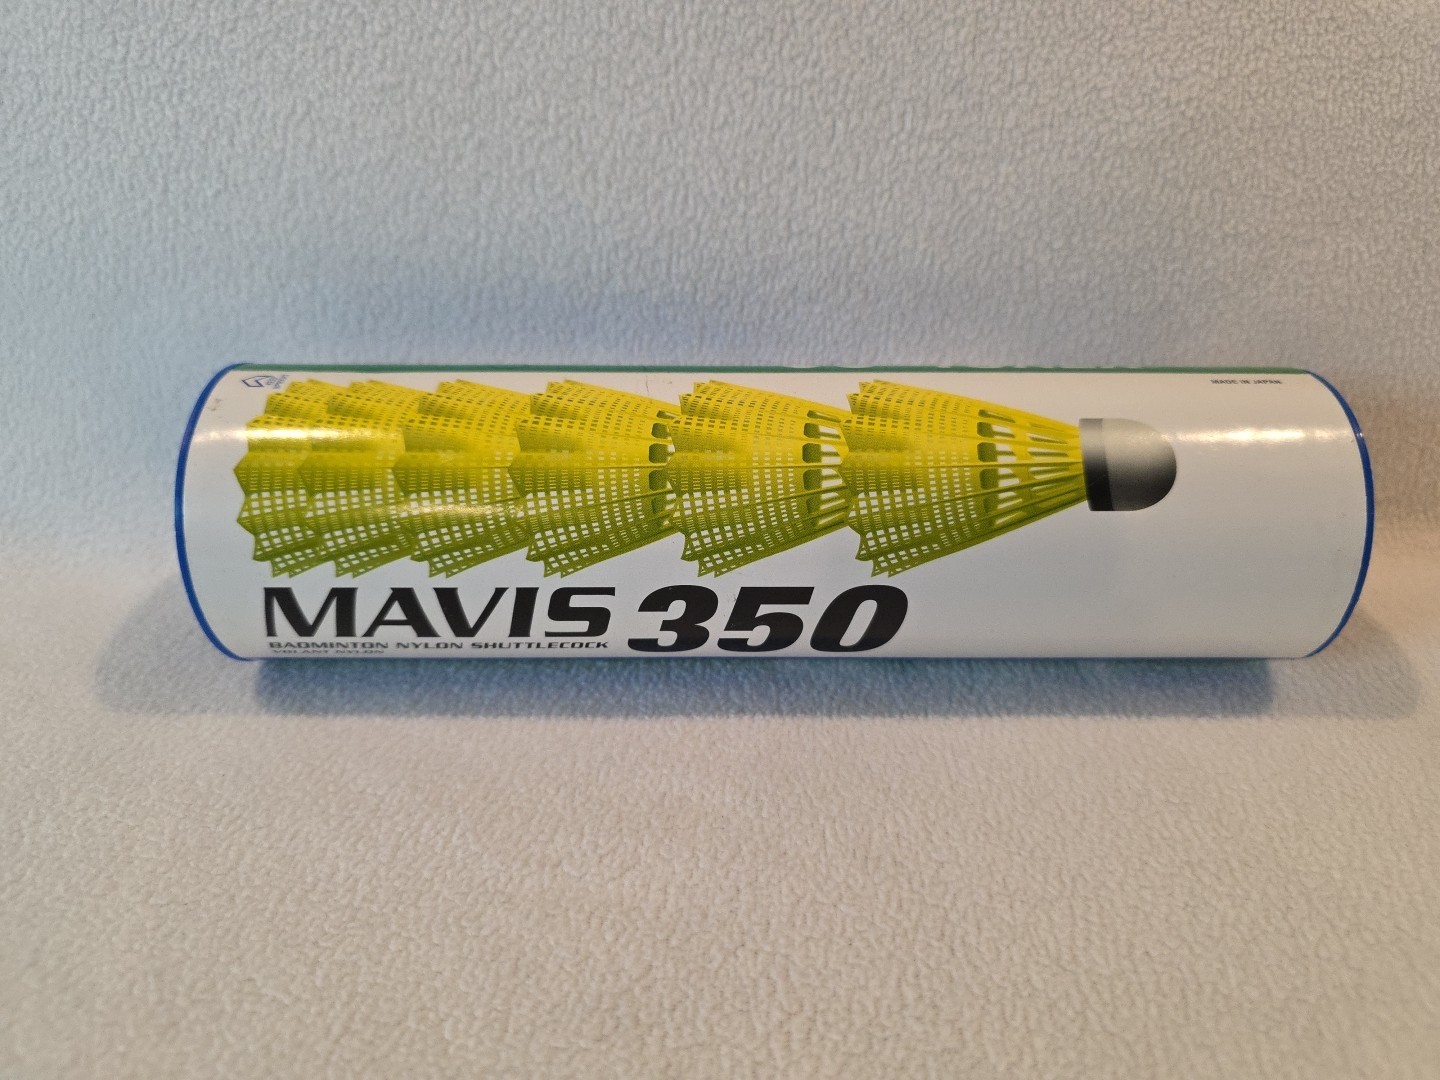 MADE IN JAPAN
MAVIS 350
BADMINTON NYLON SHUTTLECOCK
VOLANT NYLON